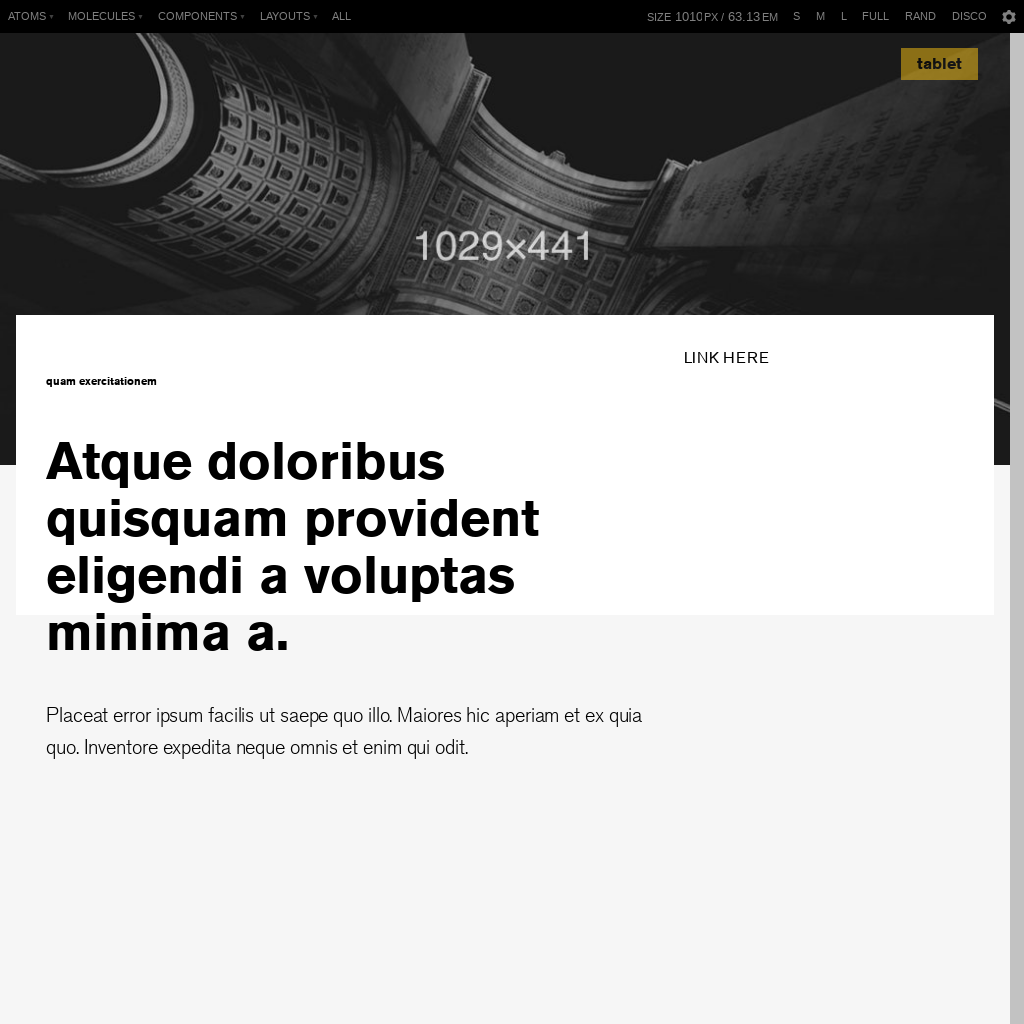 ATOMS ▾ MOLECULES ▾ COMPONENTS ▾ LAYOUTS ▾ ALL SIZE 1010PX / 63.13EM S M L FULL RAND DISCO
tablet
1029×441
LINK HERE
quam exercitationem
Atque doloribus
quisquam provident
eligendi a voluptas
minima a.
Placeat error ipsum facilis ut saepe quo illo. Maiores hic aperiam et ex quia
quo. Inventore expedita neque omnis et enim qui odit.